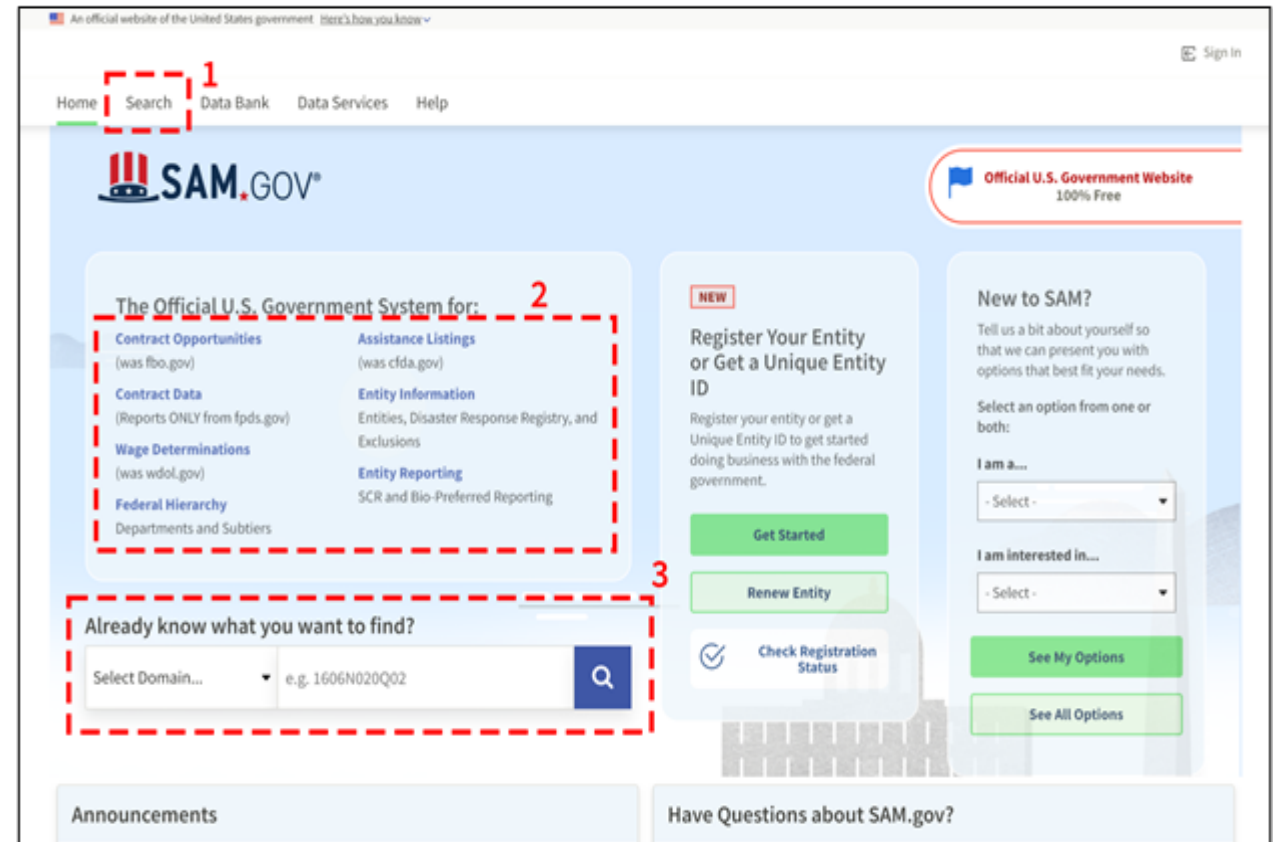 An official website of the United States government Here's how you know
Sign In
1
Home Search Data Bank Data Services Help
SAM.GOV®
Official U.S. Government Website
100% Free
The Official U.S. Government System for:
2
Contract Opportunities
(was fbo.gov)
Contract Data
(Reports ONLY from fpds.gov)
Wage Determinations
(was wdol.gov)
Federal Hierarchy
Departments and Subtiers
Assistance Listings
(was cfda.gov)
Entity Information
Entities, Disaster Response Registry, and
Exclusions
Entity Reporting
SCR and Bio-Preferred Reporting
3
Already know what you want to find?
Select Domain...
e.g. 1606N020Q02
NEW
Register Your Entity
or Get a Unique Entity
ID
Register your entity or get a
Unique Entity ID to get started
doing business with the federal
government.
Get Started
Renew Entity
Check Registration
Status
New to SAM?
Tell us a bit about yourself so
that we can present you with
options that best fit your needs.
Select an option from one or
both:
I am a...
- Select -
I am interested in...
- Select -
See My Options
See All Options
Announcements
Have Questions about SAM.gov?